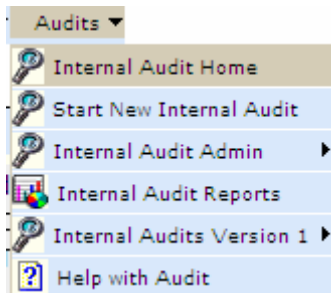 Audits
Internal Audit Home
Start New Internal Audit
Internal Audit Admin
Internal Audit Reports
Internal Audits Version 1
Help with Audit